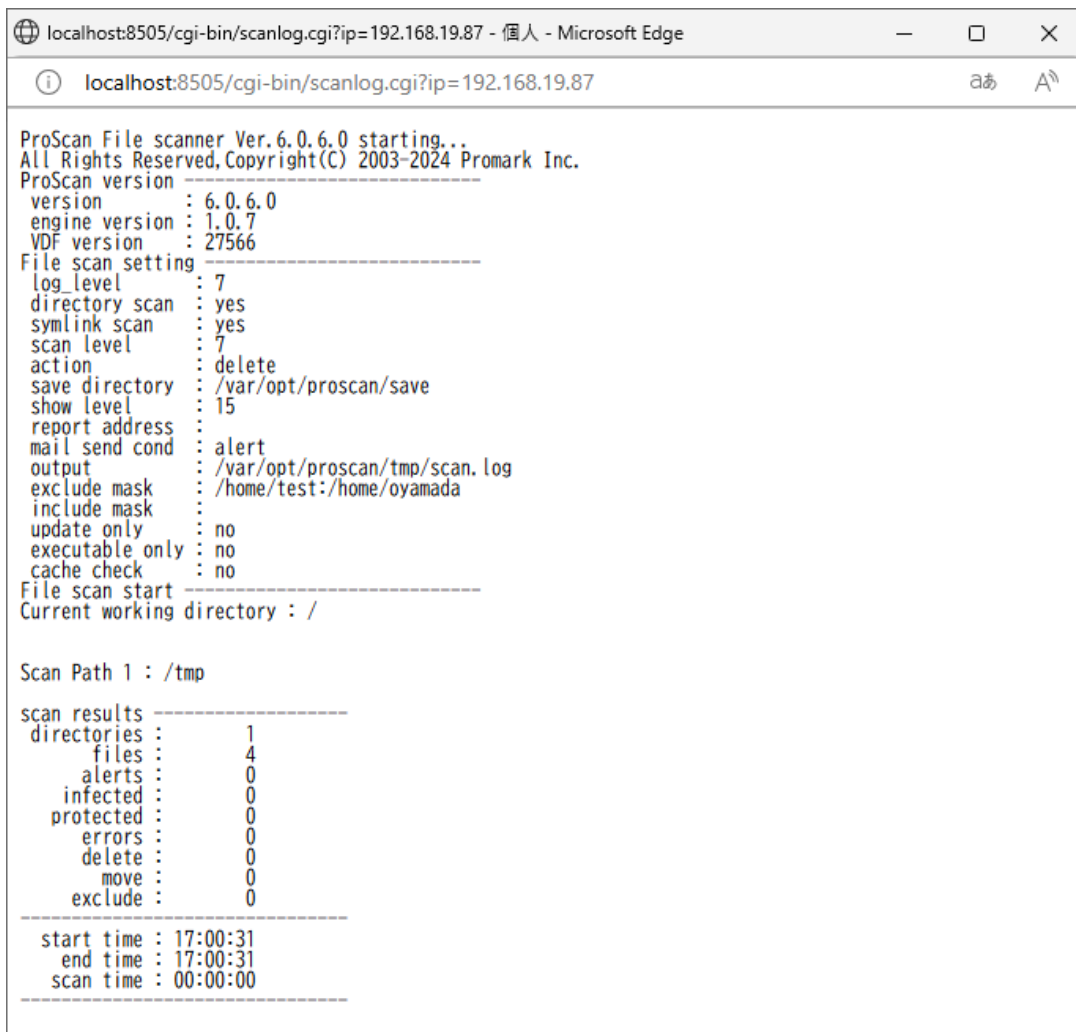 localhost:8505/cgi-bin/scanlog.cgi?ip=192.168.19.87 - 個人 - Microsoft Edge
localhost:8505/cgi-bin/scanlog.cgi?ip=192.168.19.87
aあ A
ProScan File scanner Ver.6.0.6.0 starting...
All Rights Reserved,Copyright(C) 2003-2024 Promark Inc.
ProScan version -----------------------------
version : 6.0.6.0
engine version : 1.0.7
VDF version : 27566
File scan setting ---------------------------
log_level : 7
directory scan : yes
symlink scan : yes
scan level : 7
action : delete
save directory : /var/opt/proscan/save
show level : 15
report address :
mail send cond : alert
output : /var/opt/proscan/tmp/scan.log
exclude mask : /home/test:/home/oyamada
include mask :
update only : no
executable only : no
cache check : no
File scan start -----------------------------
Current working directory : /
Scan Path 1 : /tmp
scan results -------------------
directories : 1
files : 4
alerts : 0
infected : 0
protected : 0
errors : 0
delete : 0
move : 0
exclude : 0
--------------------------------
start time : 17:00:31
end time : 17:00:31
scan time : 00:00:00
--------------------------------